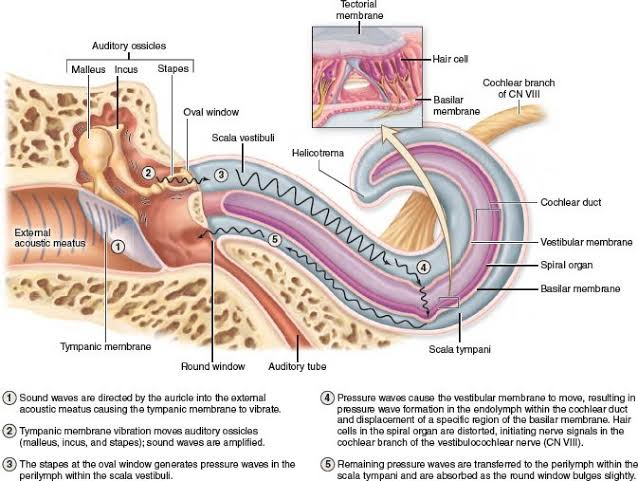 Tectorial
membrane
Auditory ossicles
Malleus Incus Stapes
Hair cell
Cochlear branch
of CN VIII
Basilar
membrane
Oval window
Scala vestibuli
Helicotrema
2
3
Cochlear duct
External
acoustic meatus
1
5
4
Vestibular membrane
Spiral organ
Basilar membrane
Tympanic membrane
Scala tympani
Round window
Auditory tube
1 Sound waves are directed by the auricle into the external
acoustic meatus causing the tympanic membrane to vibrate.
2 Tympanic membrane vibration moves auditory ossicles
(malleus, incus, and stapes); sound waves are amplified.
3 The stapes at the oval window generates pressure waves in the
perilymph within the scala vestibuli.
4 Pressure waves cause the vestibular membrane to move, resulting in
pressure wave formation in the endolymph within the cochlear duct
and displacement of a specific region of the basilar membrane. Hair
cells in the spiral organ are distorted, initiating nerve signals in the
cochlear branch of the vestibulocochlear nerve (CN VIII).
5 Remaining pressure waves are transferred to the perilymph within the
scala tympani and are absorbed as the round window bulges slightly.